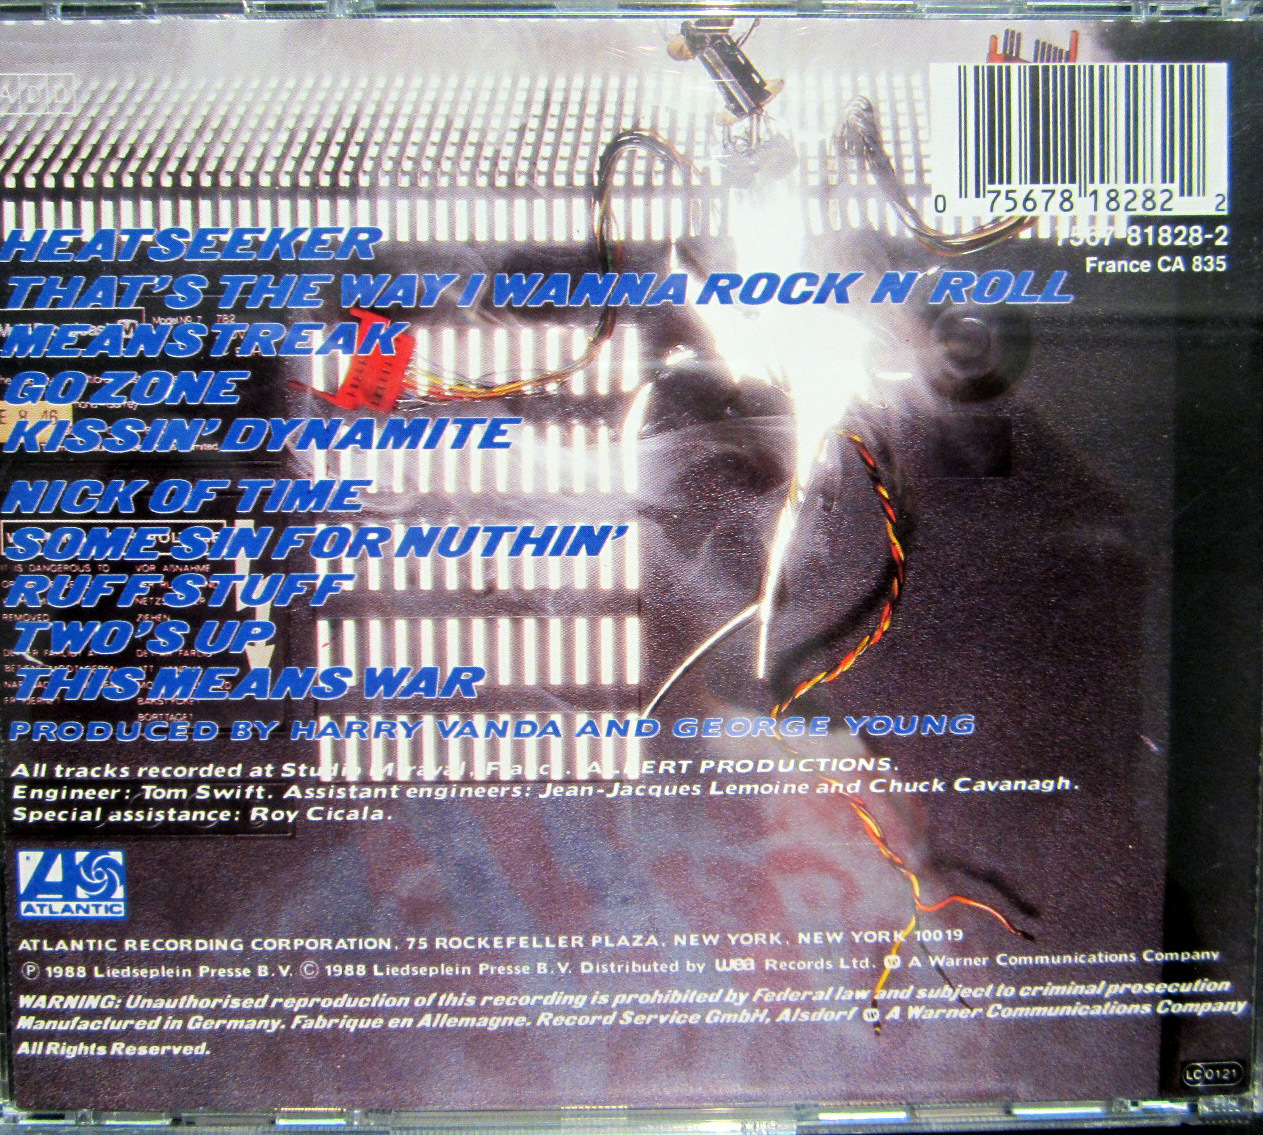 ADD
0 75678 18282 2
7567-81828-2
France CA 835
HEATSEEKER
THAT'S THE WAY I WANNA ROCK N' ROLL
MEANSTREAK
GO ZONE
KISSIN' DYNAMITE
NICK OF TIME
SOME SIN FOR NUTHIN'
RUFF STUFF
TWO'S UP
THIS MEANS WAR
PRODUCED BY HARRY VANDA AND GEORGE YOUNG
All tracks recorded at Studio Miraval, France. ALBERT PRODUCTIONS.
Engineer: Tom Swift. Assistant engineers: Jean-Jacques Lemoine and Chuck Cavanagh.
Special assistance: Roy Cicala.
ATLANTIC
ATLANTIC RECORDING CORPORATION, 75 ROCKEFELLER PLAZA, NEW YORK, NEW YORK 10019
Ⓟ 1988 Liedseplein Presse B.V. © 1988 Liedseplein Presse B.V. Distributed by wea Records Ltd. A Warner Communications Company
WARNING: Unauthorised reproduction of this recording is prohibited by Federal law and subject to criminal prosecution
Manufactured in Germany. Fabrique en Allemagne. Record Service GmbH, Alsdorf A Warner Communications Company
All Rights Reserved.
LC 0121